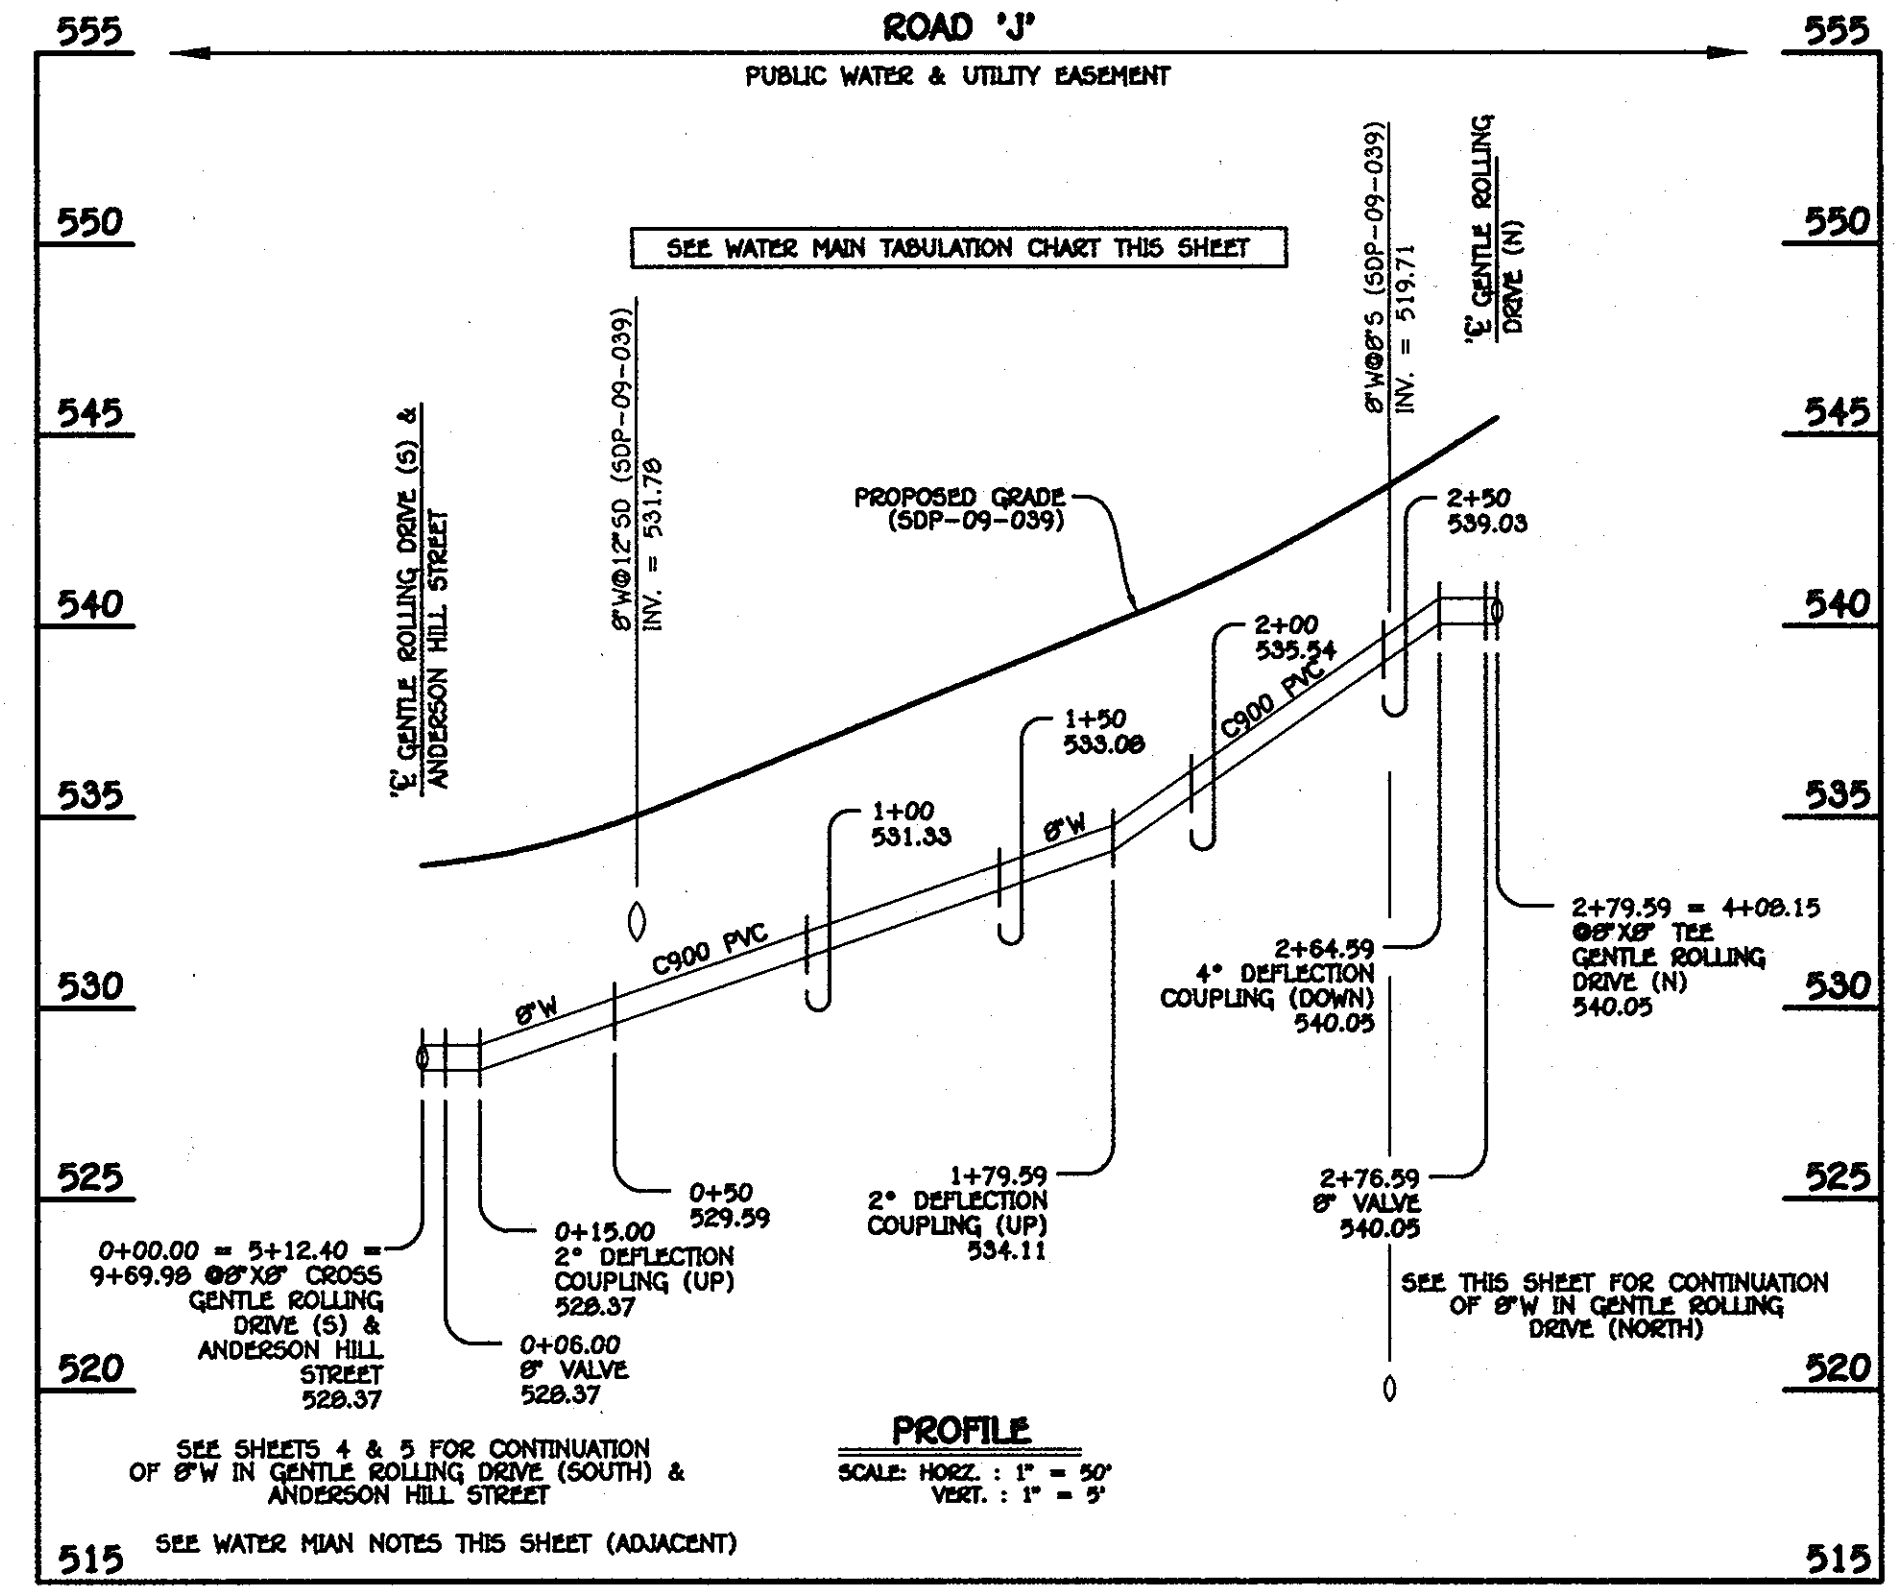 ROAD 'J'
PUBLIC WATER & UTILITY EASEMENT
555
555
550
550
545
545
540
540
535
535
530
530
525
525
520
520
515
515
SEE WATER MAIN TABULATION CHART THIS SHEET
'℄' GENTLE ROLLING DRIVE (S) &
ANDERSON HILL STREET
8"W@12"SD (SDP-09-039)
INV. = 531.78
8"W@8"S (SDP-09-039)
INV. = 519.71
'℄' GENTLE ROLLING
DRIVE (N)
PROPOSED GRADE
(SDP-09-039)
2+50
539.03
2+00
535.54
C900 PVC
1+50
533.08
8"W
1+00
531.33
C900 PVC
8"W
2+79.59 = 4+08.15
@8"X8" TEE
GENTLE ROLLING
DRIVE (N)
540.05
2+64.59
4° DEFLECTION
COUPLING (DOWN)
540.05
2+76.59
8" VALVE
540.05
1+79.59
2° DEFLECTION
COUPLING (UP)
534.11
0+50
529.59
0+15.00
2° DEFLECTION
COUPLING (UP)
528.37
0+06.00
8" VALVE
528.37
0+00.00 = 5+12.40 =
9+69.98 @8"X8" CROSS
GENTLE ROLLING
DRIVE (S) &
ANDERSON HILL
STREET
528.37
SEE THIS SHEET FOR CONTINUATION
OF 8"W IN GENTLE ROLLING
DRIVE (NORTH)
SEE SHEETS 4 & 5 FOR CONTINUATION
OF 8"W IN GENTLE ROLLING DRIVE (SOUTH) &
ANDERSON HILL STREET
SEE WATER MIAN NOTES THIS SHEET (ADJACENT)
PROFILE
SCALE: HORZ. : 1" = 50'
VERT. : 1" = 5'